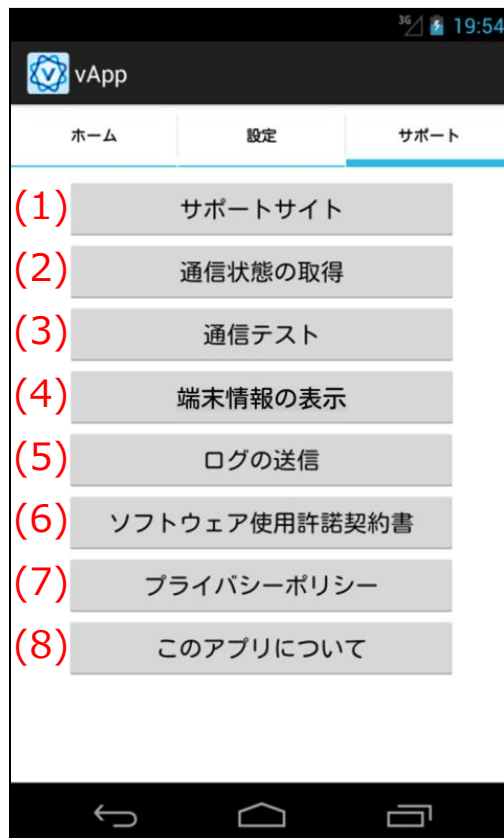 3G 19:54
vApp
ホーム 設定 サポート
(1) サポートサイト
(2) 通信状態の取得
(3) 通信テスト
(4) 端末情報の表示
(5) ログの送信
(6) ソフトウェア使用許諾契約書
(7) プライバシーポリシー
(8) このアプリについて